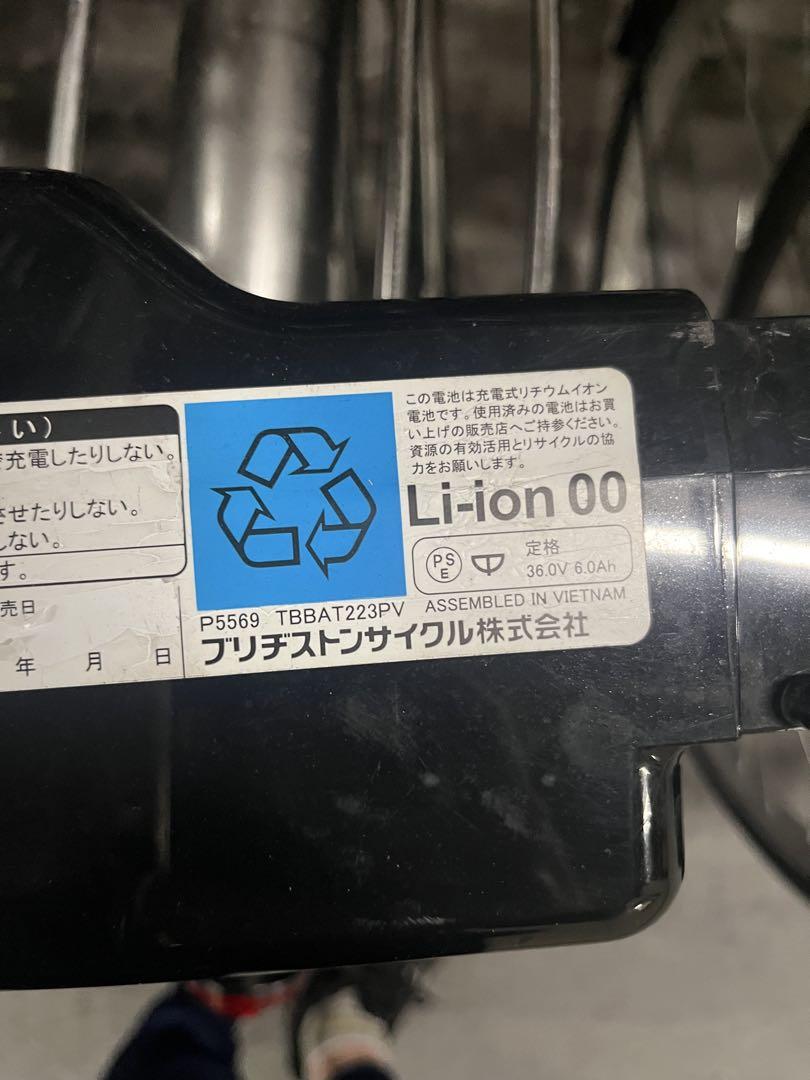 い)
充電したりしない。
させたりしない。
しない。
す。
売日
年 月 日
この電池は充電式リチウムイオン
電池です。使用済みの電池はお買
い上げの販売店へご持参ください。
資源の有効活用とリサイクルの協
力をお願いします。
Li-ion 00
PS
E
定格
36.0V 6.0Ah
P5569 TBBAT223PV ASSEMBLED IN VIETNAM
ブリヂストンサイクル株式会社